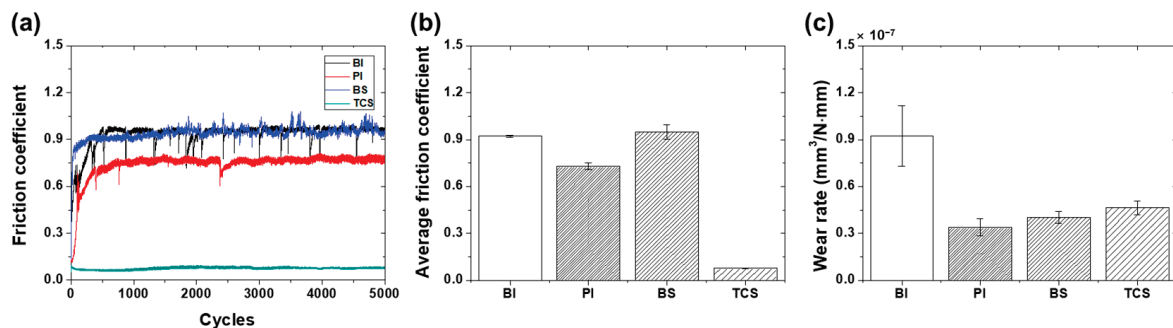 (a)
Friction coefficient
1.5
1.2
0.9
0.6
0.3
0.0
0
1000
2000
3000
4000
5000
Cycles
BI
PI
BS
TCS
(b)
Average friction coefficient
1.5
1.2
0.9
0.6
0.3
0.0
BI
PI
BS
TCS
(c)
Wear rate (mm³/N·mm)
× 10⁻⁷
1.5
1.2
0.9
0.6
0.3
0.0
BI
PI
BS
TCS